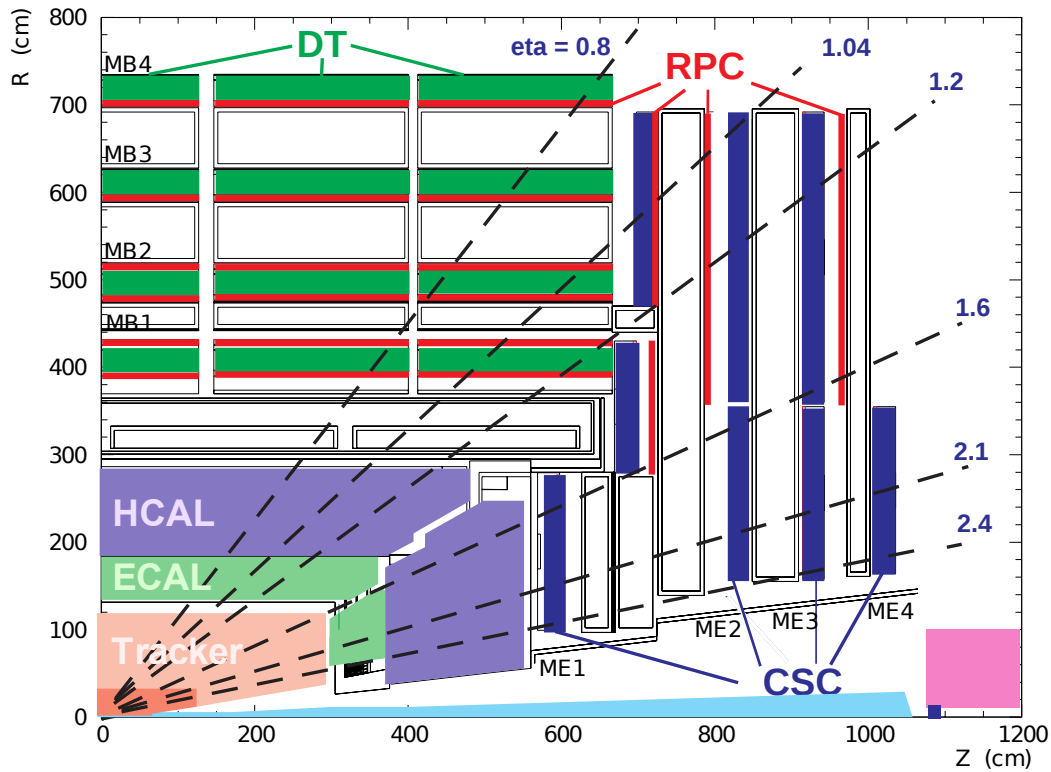 R (cm)
800
700
600
500
400
300
200
100
0
MB4
MB3
MB2
MB1
DT
eta = 0.8
1.04
1.2
RPC
1.6
2.1
2.4
HCAL
ECAL
Tracker
ME1
ME2
ME3
ME4
CSC
0
200
400
600
800
1000
1200
Z (cm)